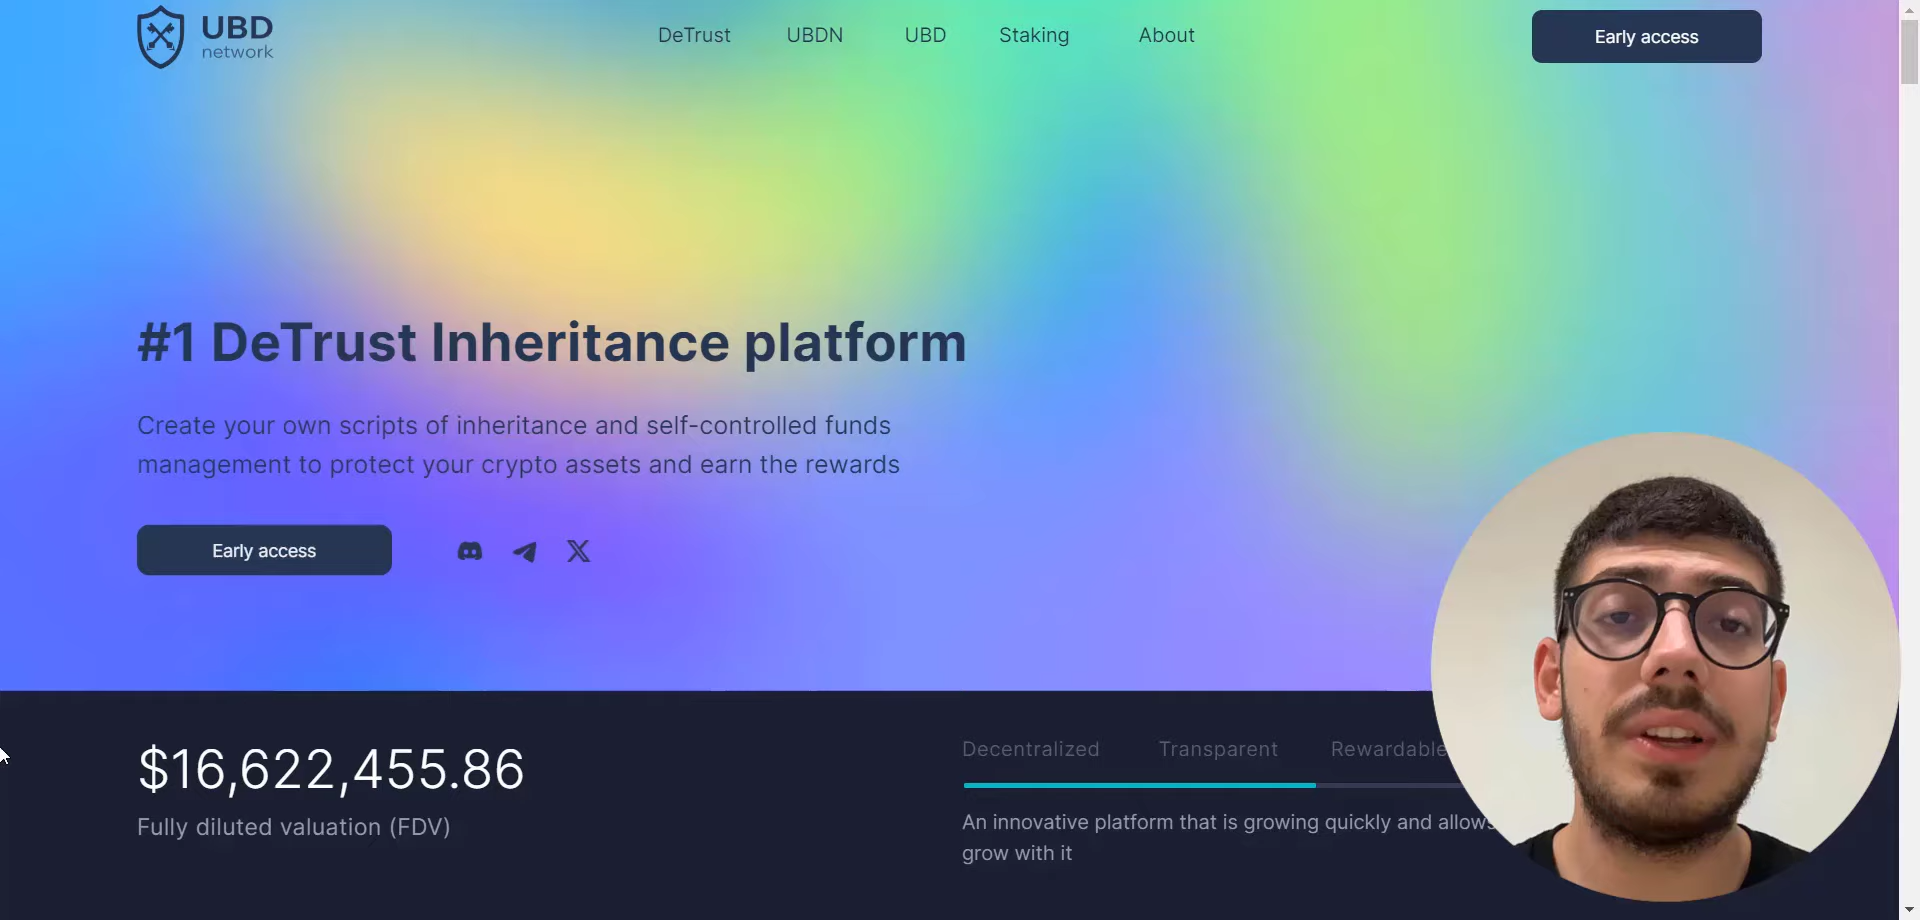 UBD
network
DeTrust
UBDN
UBD
Staking
About
Early access
#1 DeTrust Inheritance platform
Create your own scripts of inheritance and self-controlled funds
management to protect your crypto assets and earn the rewards
Early access
$16,622,455.86
Fully diluted valuation (FDV)
Decentralized
Transparent
Rewardable
An innovative platform that is growing quickly and allows
grow with it